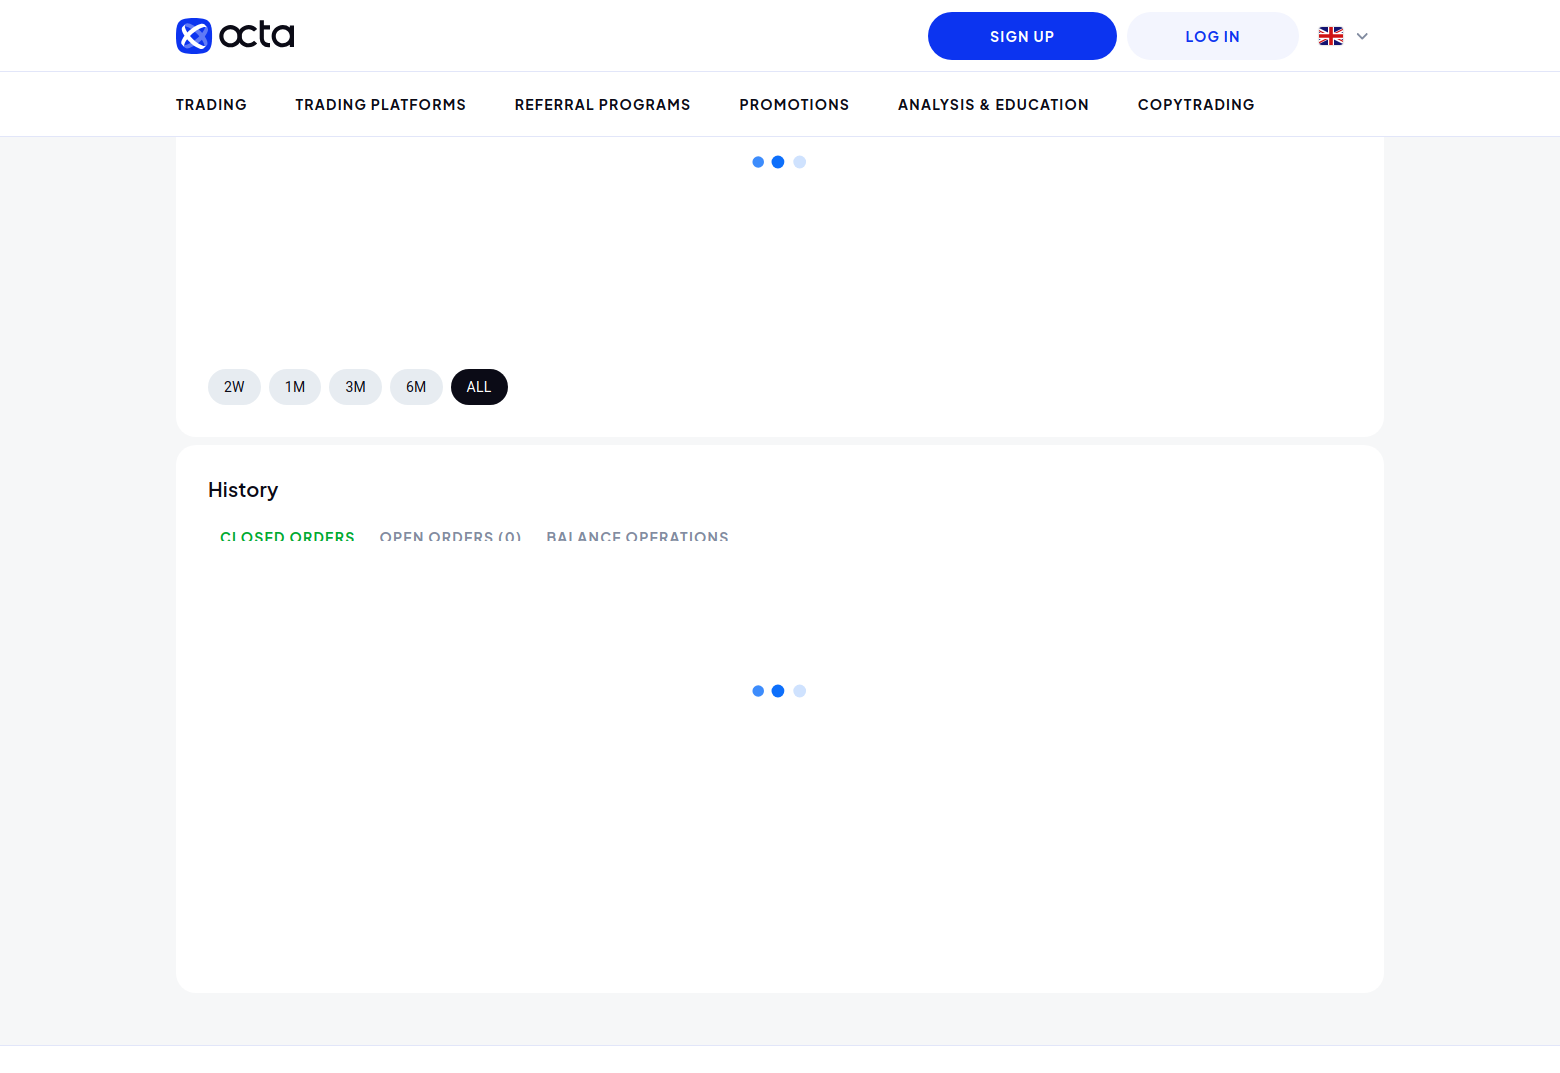 octa
SIGN UP
LOG IN
TRADING
TRADING PLATFORMS
REFERRAL PROGRAMS
PROMOTIONS
ANALYSIS & EDUCATION
COPYTRADING
2W
1M
3M
6M
ALL
History
CLOSED ORDERS
OPEN ORDERS (0)
BALANCE OPERATIONS